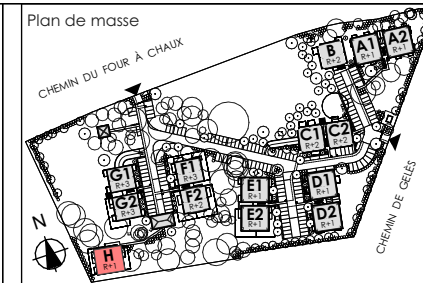 Plan de masse
CHEMIN DU FOUR À CHAUX
CHEMIN DE GELÈS
N
B
R+2
A1
R+1
A2
R+1
C1
R+2
C2
R+2
G1
R+3
F1
R+3
G2
R+3
F2
R+2
E1
R+1
E2
R+1
D1
R+1
D2
R+1
H
R+1